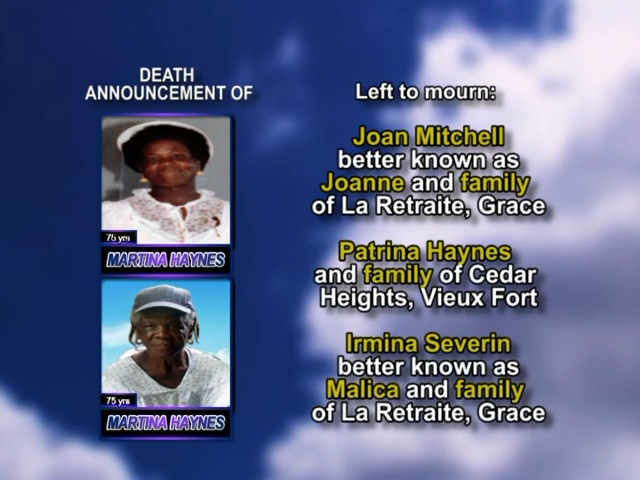 DEATH
ANNOUNCEMENT OF
75 yrs
MARTINA HAYNES
75 yrs
MARTINA HAYNES
Left to mourn:
Joan Mitchell
better known as
Joanne and family
of La Retraite, Grace
Patrina Haynes
and family of Cedar
Heights, Vieux Fort
Irmina Severin
better known as
Malica and family
of La Retraite, Grace